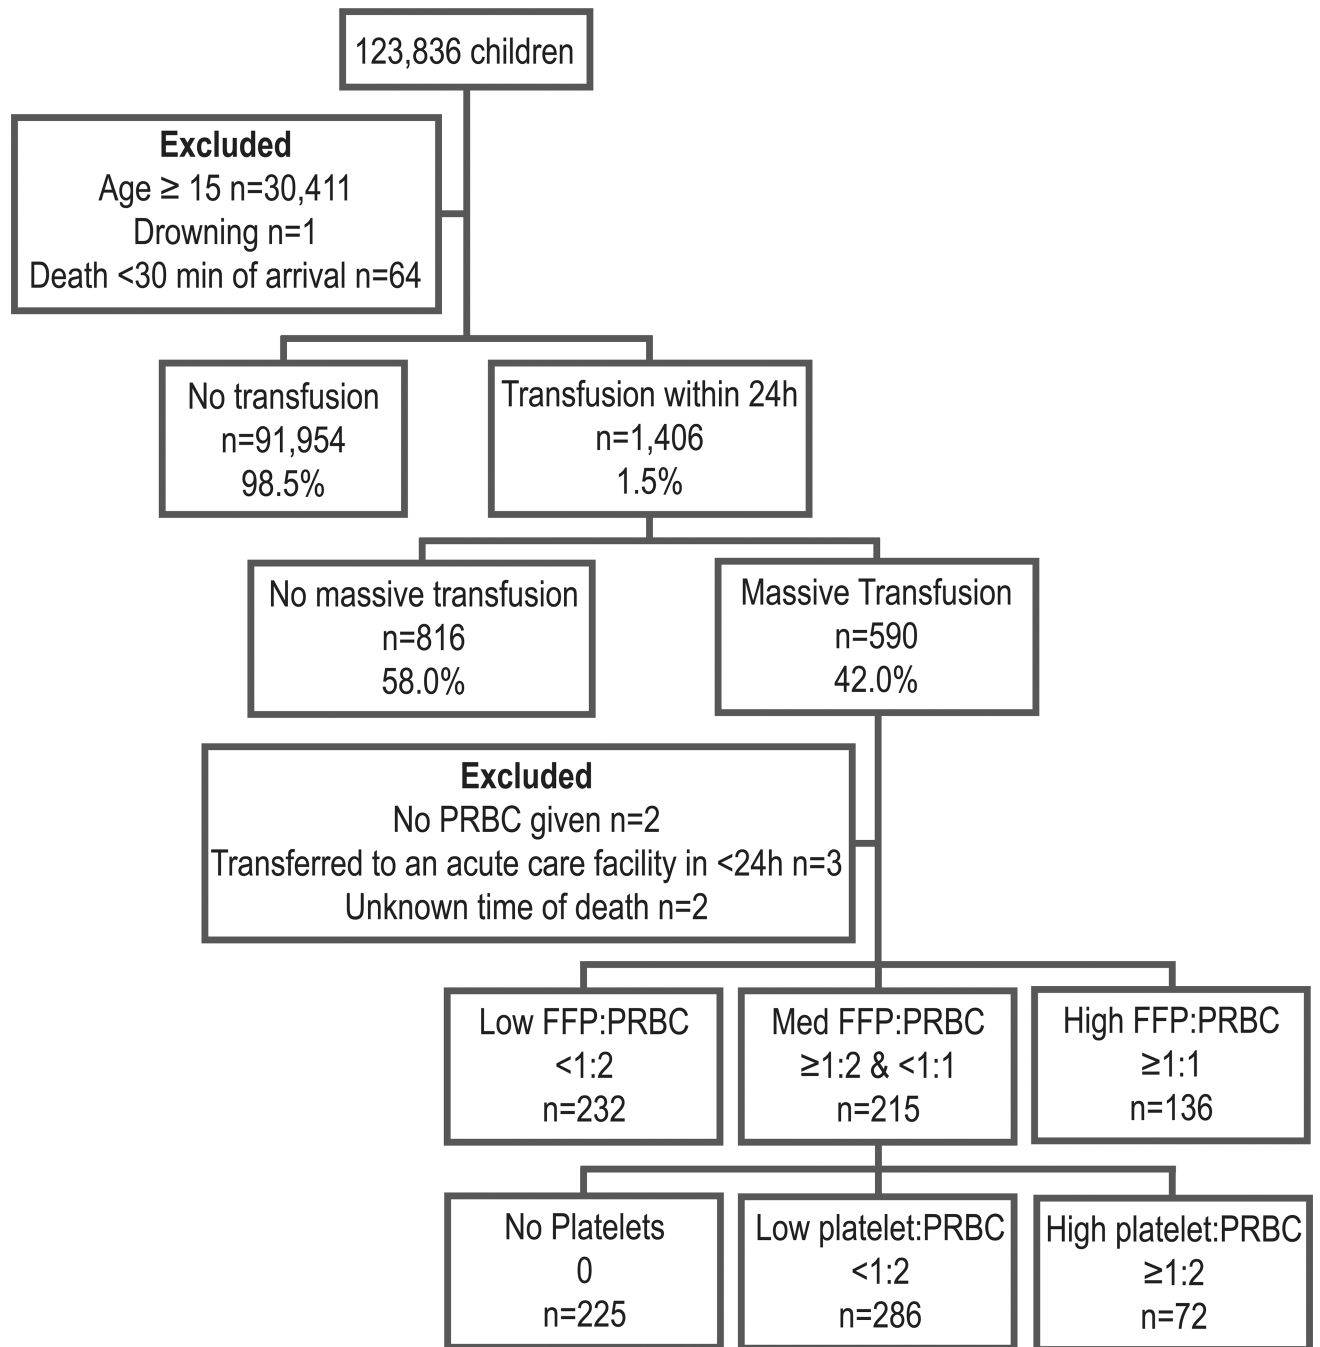 123,836 children
Excluded
Age ≥ 15 n=30,411
Drowning n=1
Death <30 min of arrival n=64
No transfusion
n=91,954
98.5%
Transfusion within 24h
n=1,406
1.5%
No massive transfusion
n=816
58.0%
Massive Transfusion
n=590
42.0%
Excluded
No PRBC given n=2
Transferred to an acute care facility in <24h n=3
Unknown time of death n=2
Low FFP:PRBC
<1:2
n=232
Med FFP:PRBC
≥1:2 & <1:1
n=215
High FFP:PRBC
≥1:1
n=136
No Platelets
0
n=225
Low platelet:PRBC
<1:2
n=286
High platelet:PRBC
≥1:2
n=72